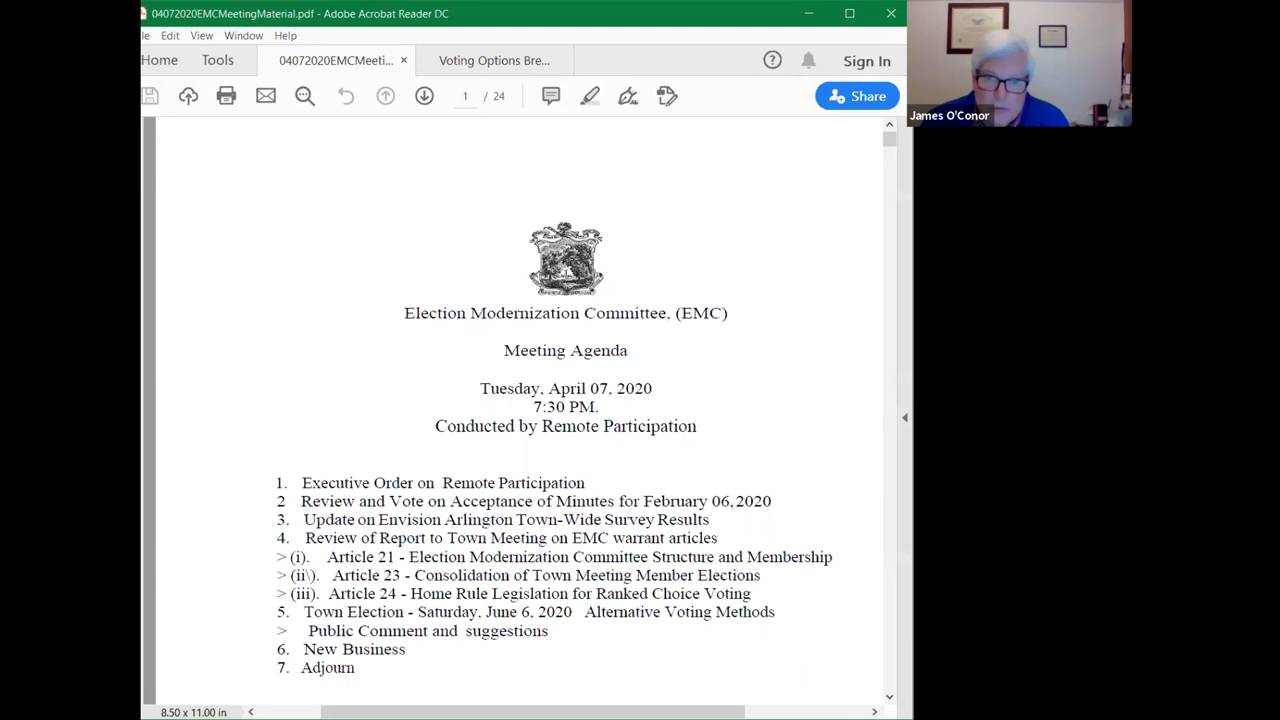 04072020EMCMeetingMaterial.pdf - Adobe Acrobat Reader DC
le Edit View Window Help
Home Tools 04072020EMCMeeti... × Voting Options Bre... Sign In
1 / 24 Share
James O'Conor
Election Modernization Committee, (EMC)
Meeting Agenda
Tuesday, April 07, 2020
7:30 PM.
Conducted by Remote Participation
1. Executive Order on Remote Participation
2 Review and Vote on Acceptance of Minutes for February 06,2020
3. Update on Envision Arlington Town-Wide Survey Results
4. Review of Report to Town Meeting on EMC warrant articles
> (i). Article 21 - Election Modernization Committee Structure and Membership
> (ii\). Article 23 - Consolidation of Town Meeting Member Elections
> (iii). Article 24 - Home Rule Legislation for Ranked Choice Voting
5. Town Election - Saturday, June 6, 2020 Alternative Voting Methods
> Public Comment and suggestions
6. New Business
7. Adjourn
8.50 x 11.00 in